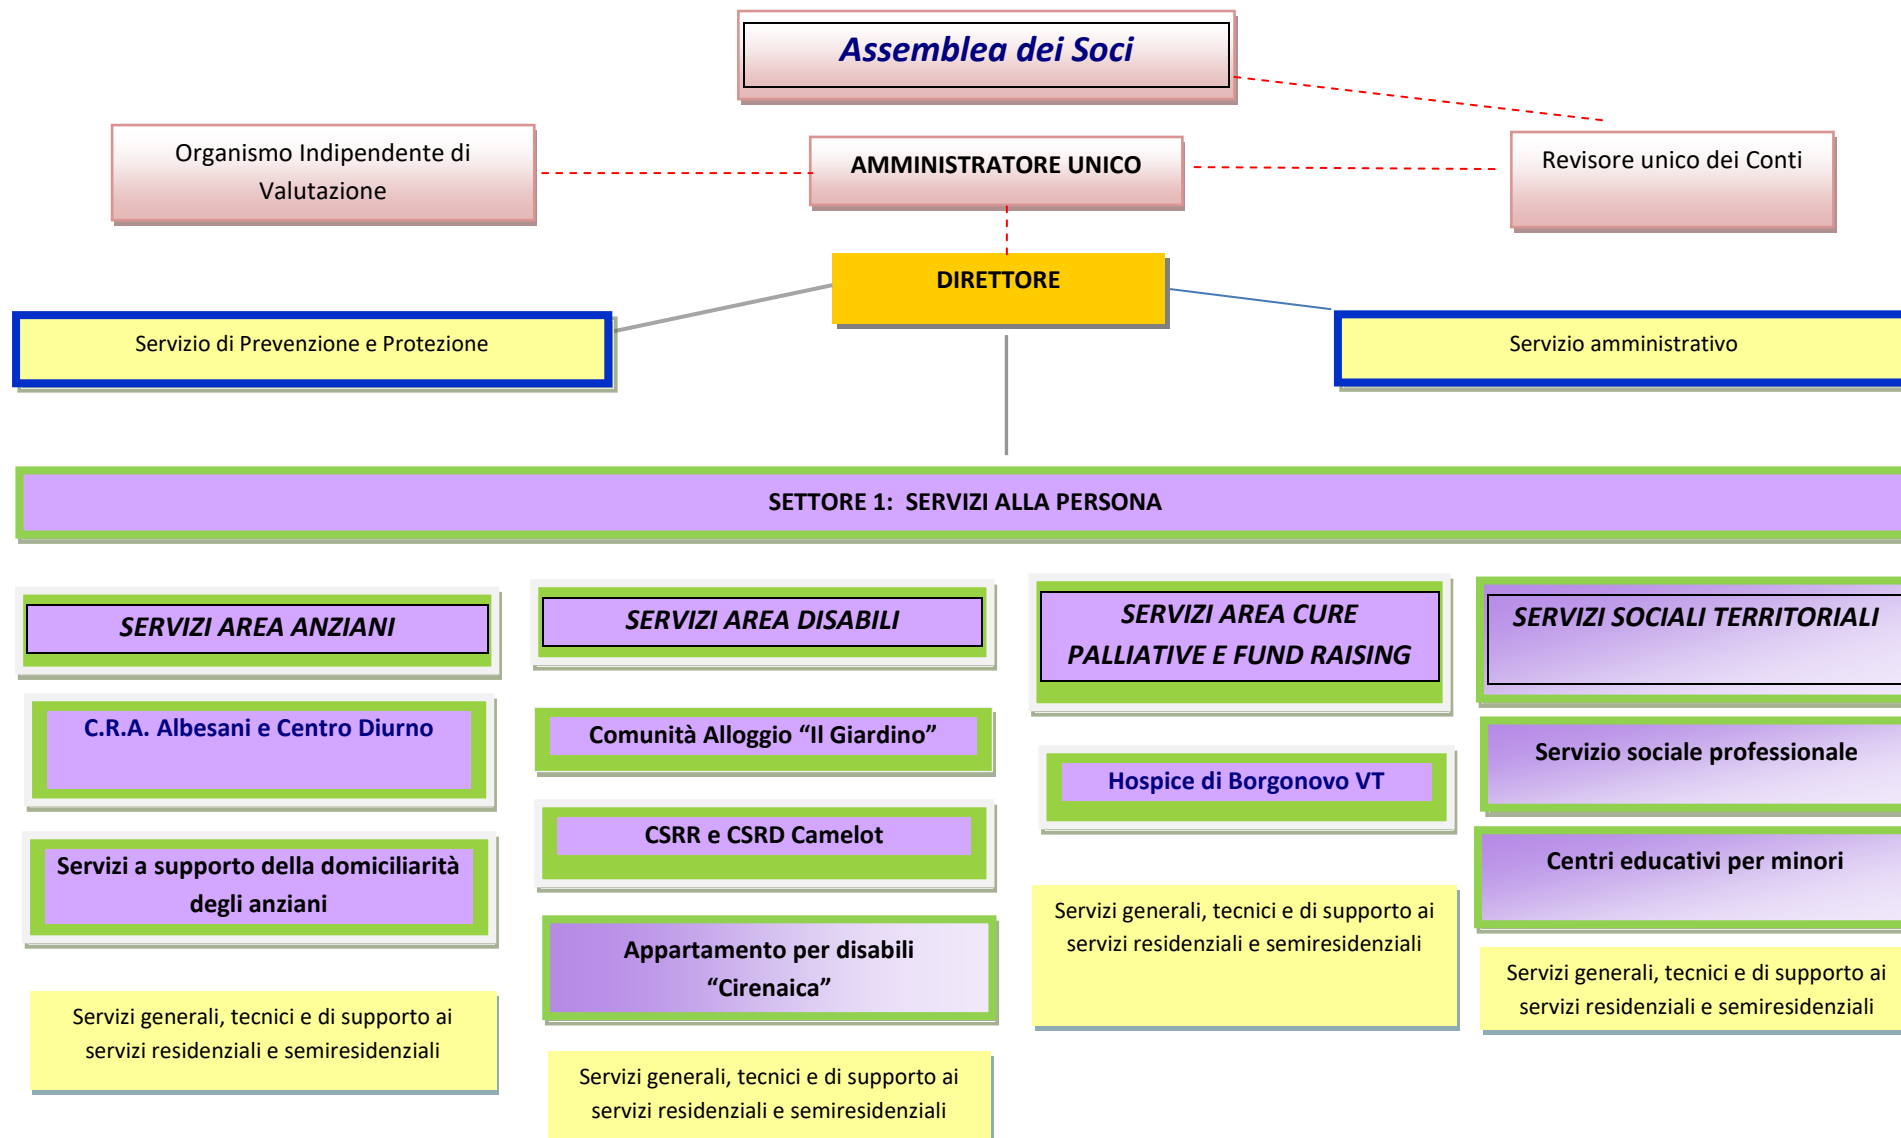 Assemblea dei Soci
Organismo Indipendente di
Valutazione
AMMINISTRATORE UNICO
Revisore unico dei Conti
DIRETTORE
Servizio di Prevenzione e Protezione
Servizio amministrativo
SETTORE 1: SERVIZI ALLA PERSONA
SERVIZI AREA ANZIANI
C.R.A. Albesani e Centro Diurno
Servizi a supporto della domiciliarità
degli anziani
Servizi generali, tecnici e di supporto ai
servizi residenziali e semiresidenziali
SERVIZI AREA DISABILI
Comunità Alloggio “Il Giardino”
CSRR e CSRD Camelot
Appartamento per disabili
“Cirenaica”
Servizi generali, tecnici e di supporto ai
servizi residenziali e semiresidenziali
SERVIZI AREA CURE
PALLIATIVE E FUND RAISING
Hospice di Borgonovo VT
Servizi generali, tecnici e di supporto ai
servizi residenziali e semiresidenziali
SERVIZI SOCIALI TERRITORIALI
Servizio sociale professionale
Centri educativi per minori
Servizi generali, tecnici e di supporto ai
servizi residenziali e semiresidenziali